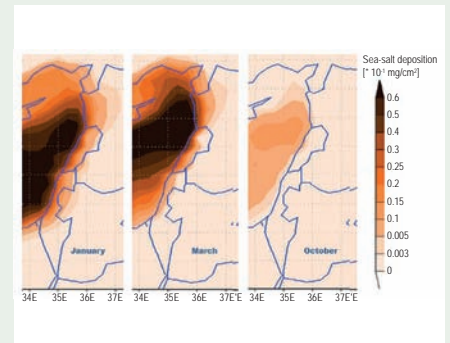 Sea-salt deposition
[* 10⁻¹ mg/cm²]
0.6
0.5
0.4
0.3
0.25
0.2
0.15
0.1
0.005
0.003
0
January
March
October
34E 35E 36E 37E
34E 35E 36E 37E'E
34E 35E 36E 37E'E